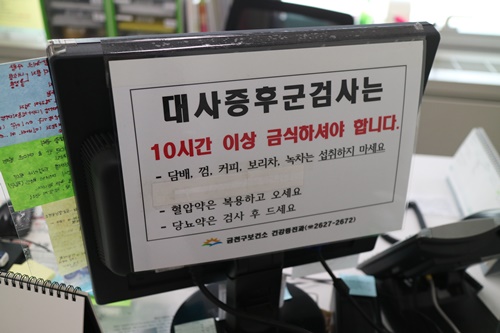 대사증후군검사는
10시간 이상 금식하셔야 합니다.
- 담배, 껌, 커피, 보리차, 녹차는 섭취하지 마세요
- 혈압약은 복용하고 오세요
- 당뇨약은 검사 후 드세요
금천구보건소 건강증진과(☎2627-2672)